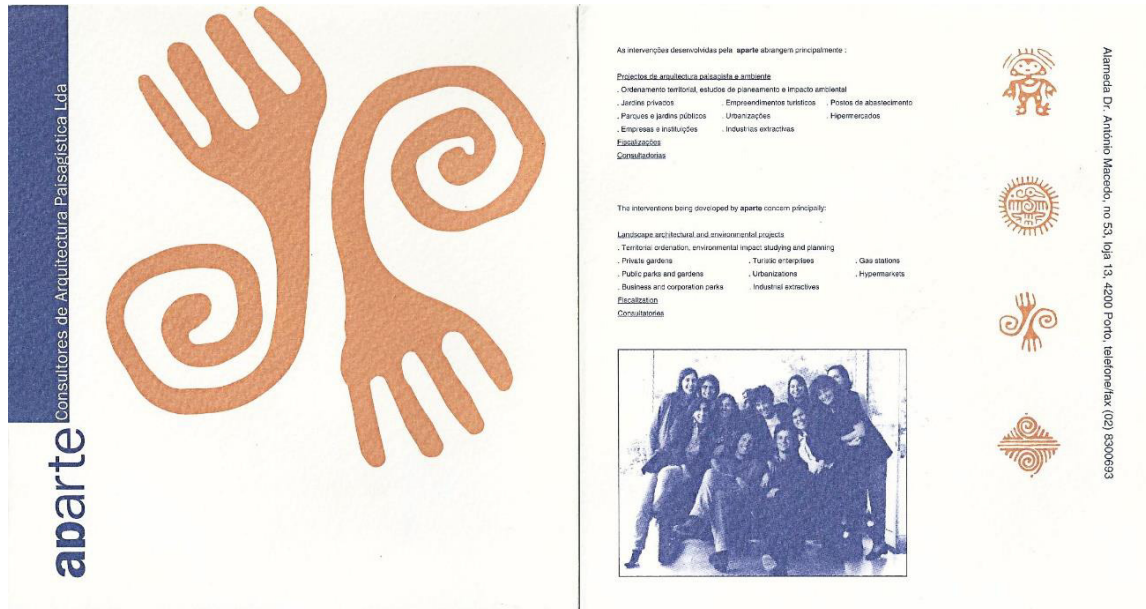 Consultores de Arquitectura Paisagística Lda
aparte
As intervenções desenvolvidas pela aparte abrangem principalmente :
Projectos de arquitectura paisagista e ambiente
. Ordenamento territorial, estudos de planeamento e impacto ambiental
. Jardins privados . Empreendimentos turísticos . Postos de abastecimento
. Parques e jardins públicos . Urbanizações . Hipermercados
. Empresas e instituições . Industrias extractivas
Fiscalizações
Consultadorias
The interventions being developed by aparte concern principally:
Landscape architectural and environmental projects
. Territorial ordenation, environmental impact studying and planning
. Private gardens . Turistic enterprises . Gas stations
. Public parks and gardens . Urbanizations . Hypermarkets
. Business and corporation parks . Industrial extractives
Fiscalization
Consultatories
Alameda Dr. António Macedo, no 53, loja 13, 4200 Porto, telefone/fax (02) 8300693